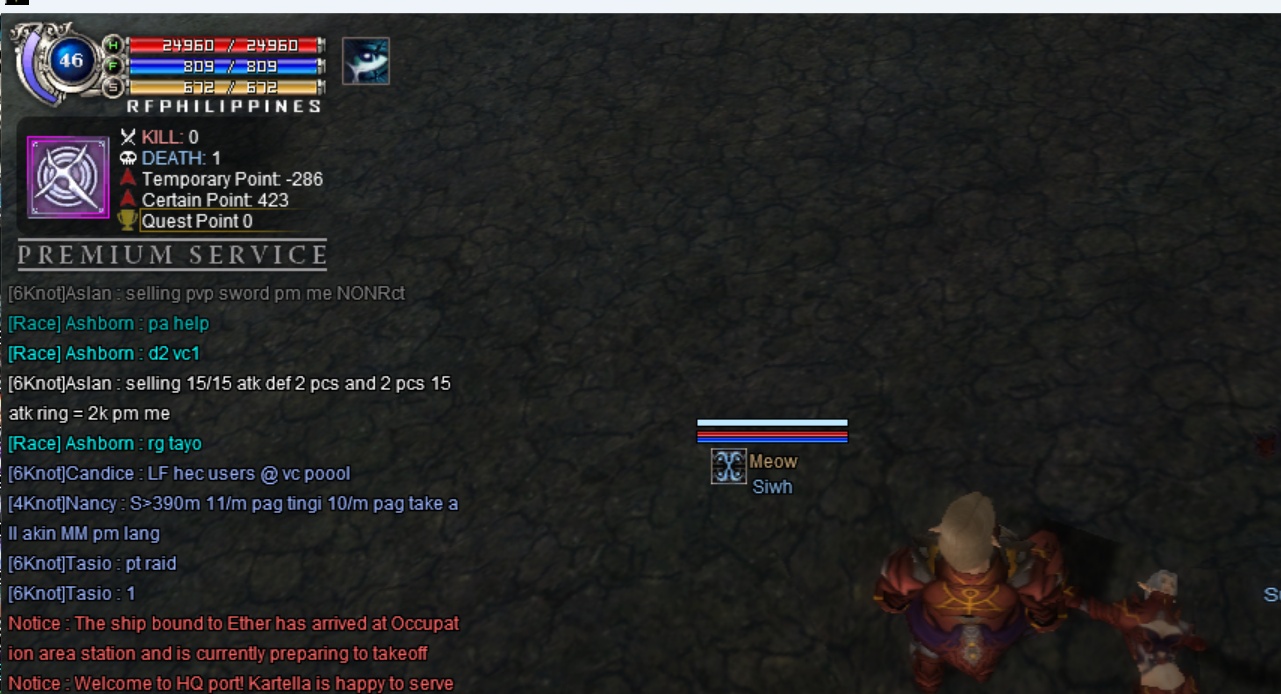 46
H 24960 / 24960
F 809 / 809
S 672 / 672
RFPHILIPPINES
KILL: 0
DEATH: 1
Temporary Point: -286
Certain Point: 423
Quest Point 0
PREMIUM SERVICE
[6Knot]Aslan : selling pvp sword pm me NONRct
[Race] Ashborn : pa help
[Race] Ashborn : d2 vc1
[6Knot]Aslan : selling 15/15 atk def 2 pcs and 2 pcs 15
atk ring = 2k pm me
[Race] Ashborn : rg tayo
[6Knot]Candice : LF hec users @ vc poool
[4Knot]Nancy : S>390m 11/m pag tingi 10/m pag take a
ll akin MM pm lang
[6Knot]Tasio : pt raid
[6Knot]Tasio : 1
Notice : The ship bound to Ether has arrived at Occupat
ion area station and is currently preparing to takeoff
Notice : Welcome to HQ port! Kartella is happy to serve
Meow
Siwh